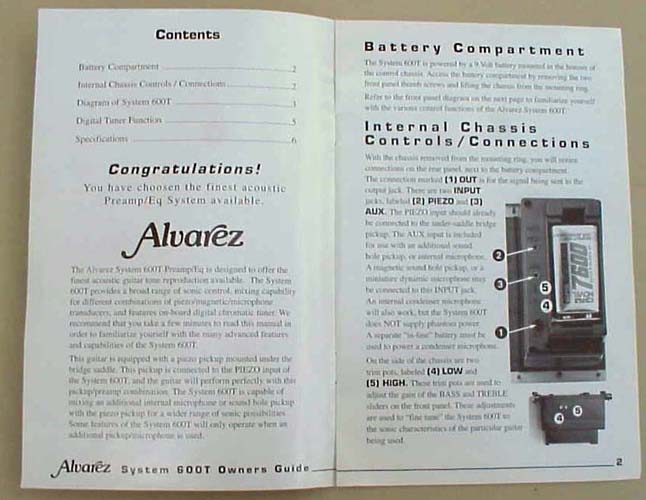 Contents
Battery Compartment 2
Internal Chassis Controls / Connections 2
Diagram of System 600T 3
Digital Tuner Function 5
Specifications 6
Congratulations!
You have choosen the finest acoustic
Preamp/Eq System available.
Alvarez
The Alvarez System 600T Preamp/Eq is designed to offer the
finest acoustic guitar tone reproduction available. The System
600T provides a broad range of sonic control, mixing capability
for different combinations of piezo/magnetic/microphone
transducers, and features on-board digital chromatic tuner. We
recommend that you take a few minutes to read this manual in
order to familiarize yourself with the many advanced features
and capabilities of the System 600T.
This guitar is equipped with a piezo pickup mounted under the
bridge saddle. This pickup is connected to the PIEZO input of
the System 600T, and the guitar will perform perfectly with this
pickup/preamp combination. The System 600T is capable of
mixing an additional internal microphone or sound hole pickup
with the piezo pickup for a wider range of sonic possibilities.
Some features of the System 600T will only operate when an
additional pickup/microphone is used.
Alvarez System 600T Owners Guide
Battery Compartment
The System 600T is powered by a 9 Volt battery mounted in the bottom of
the control chassis. Access the battery compartment by removing the two
front panel thumb screws and lifting the chassis from the mounting ring.
Refer to the front panel diagram on the next page to familiarize yourself
with the various control functions of the Alvarez System 600T.
Internal Chassis
Controls/Connections
With the chassis removed from the mounting ring, you will notice
connections on the rear panel, next to the battery compartment.
The connection marked (1) OUT is for the signal being sent to the
output jack. There are two INPUT
jacks, labeled (2) PIEZO and (3)
AUX. The PIEZO input should already
be connected to the under-saddle bridge
pickup. The AUX input is included
for use with an additional sound
hole pickup, or internal microphone.
A magnetic sound hole pickup, or a
miniature dynamic microphone may
be connected to this INPUT jack.
An internal condenser microphone
will also work, but the System 600T
does NOT supply phantom power.
A separate "in-line" battery must be
used to power a condenser microphone.
On the side of the chassis are two
trim pots, labeled (4) LOW and
(5) HIGH. These trim pots are used to
adjust the gain of the BASS and TREBLE
sliders on the front panel. These adjustments
are used to "fine tune" the System 600T to
the sonic characteristics of the particular guitar
being used.
2
3
5
4
1
7600
4
5
2